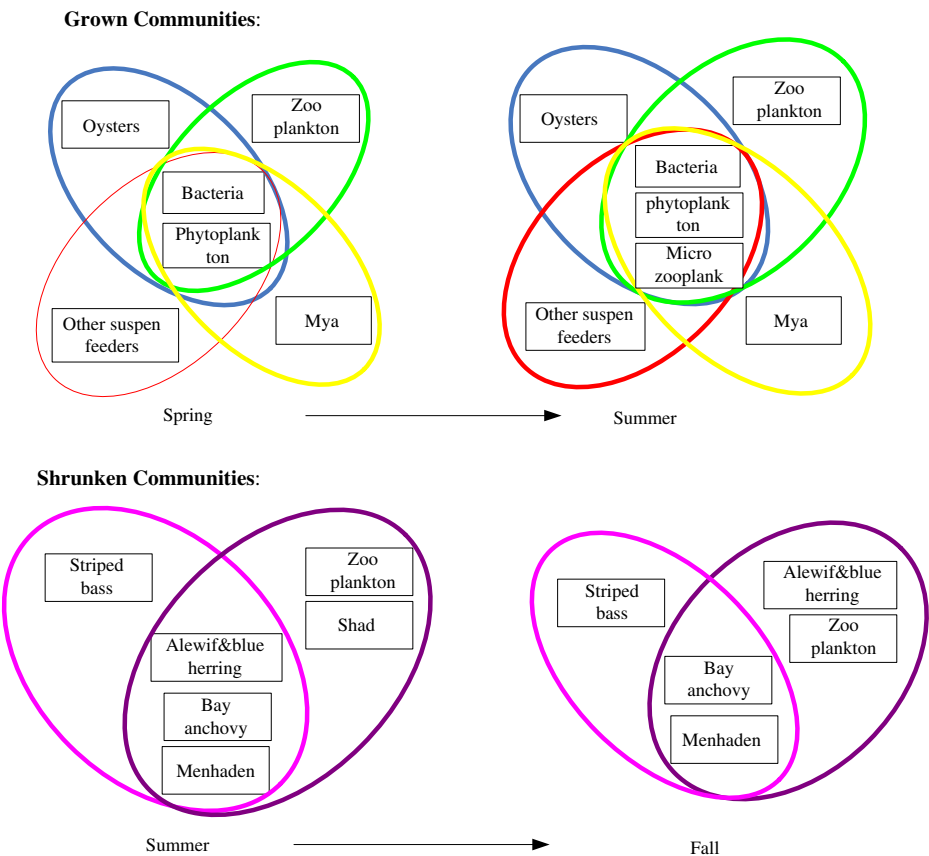 Grown Communities:
Oysters
Zoo
plankton
Bacteria
Phytoplank
ton
Other suspen
feeders
Mya
Spring
Oysters
Zoo
plankton
Bacteria
phytoplank
ton
Micro
zooplank
Other suspen
feeders
Mya
Summer
Shrunken Communities:
Striped
bass
Zoo
plankton
Shad
Alewif&blue
herring
Bay
anchovy
Menhaden
Summer
Striped
bass
Alewif&blue
herring
Zoo
plankton
Bay
anchovy
Menhaden
Fall